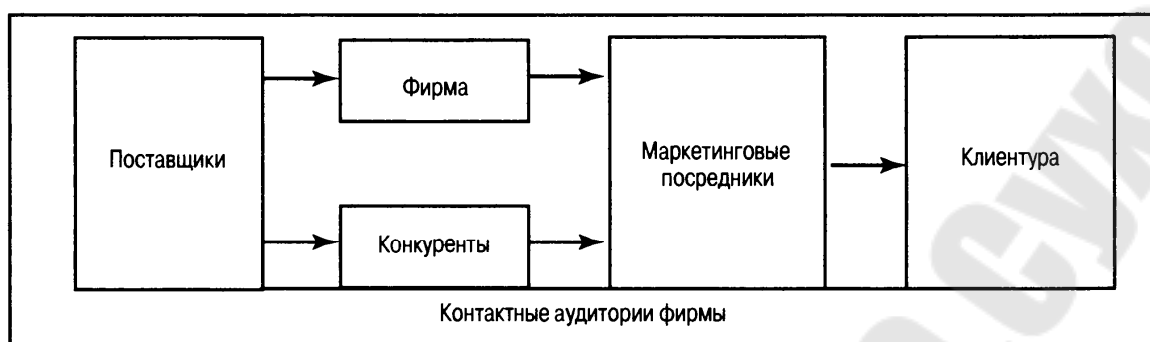 Поставщики
Фирма
Конкуренты
Маркетинговые
посредники
Клиентура
Контактные аудитории фирмы